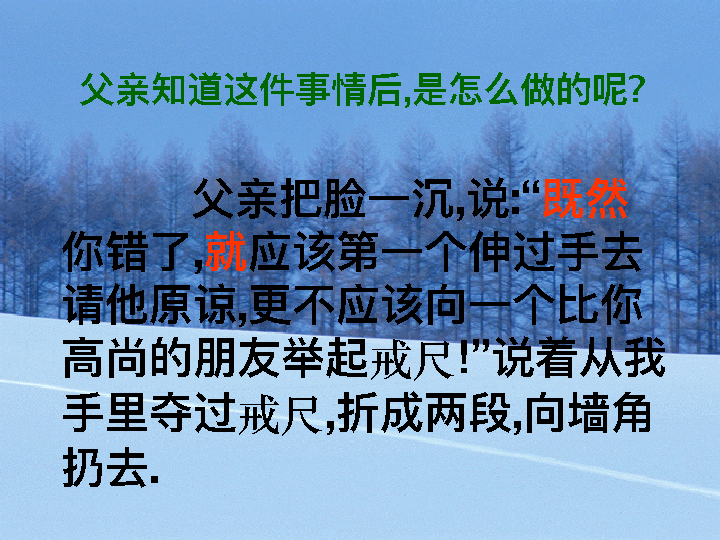 父亲知道这件事情后,是怎么做的呢?
父亲把脸一沉,说:“既然
你错了,就应该第一个伸过手去
请他原谅,更不应该向一个比你
高尚的朋友举起戒尺!”说着从我
手里夺过戒尺,折成两段,向墙角
扔去.